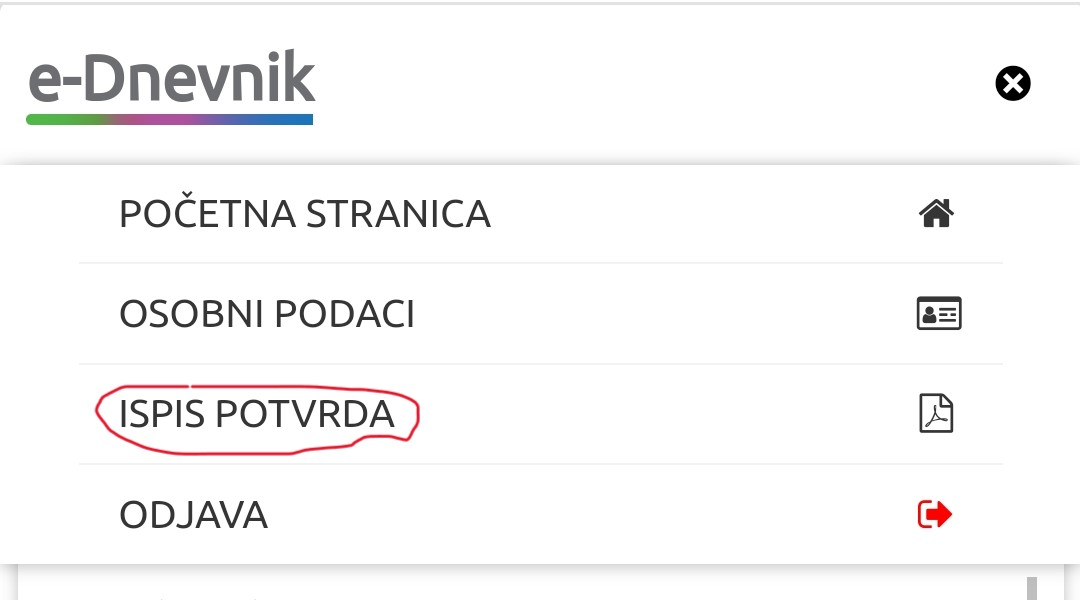 e-Dnevnik
POČETNA STRANICA
OSOBNI PODACI
ISPIS POTVRDA
ODJAVA